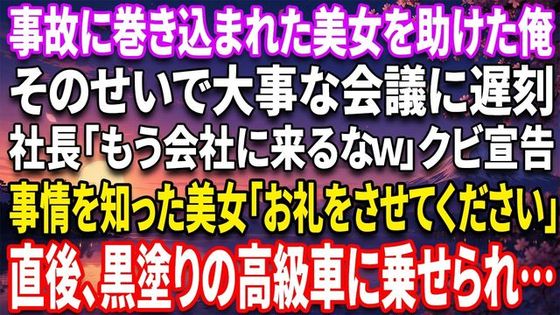 事故に巻き込まれた美女を助けた俺
そのせいで大事な会議に遅刻
社長「もう会社に来るなw」クビ宣告
事情を知った美女「お礼をさせてください」
直後、黒塗りの高級車に乗せられ…